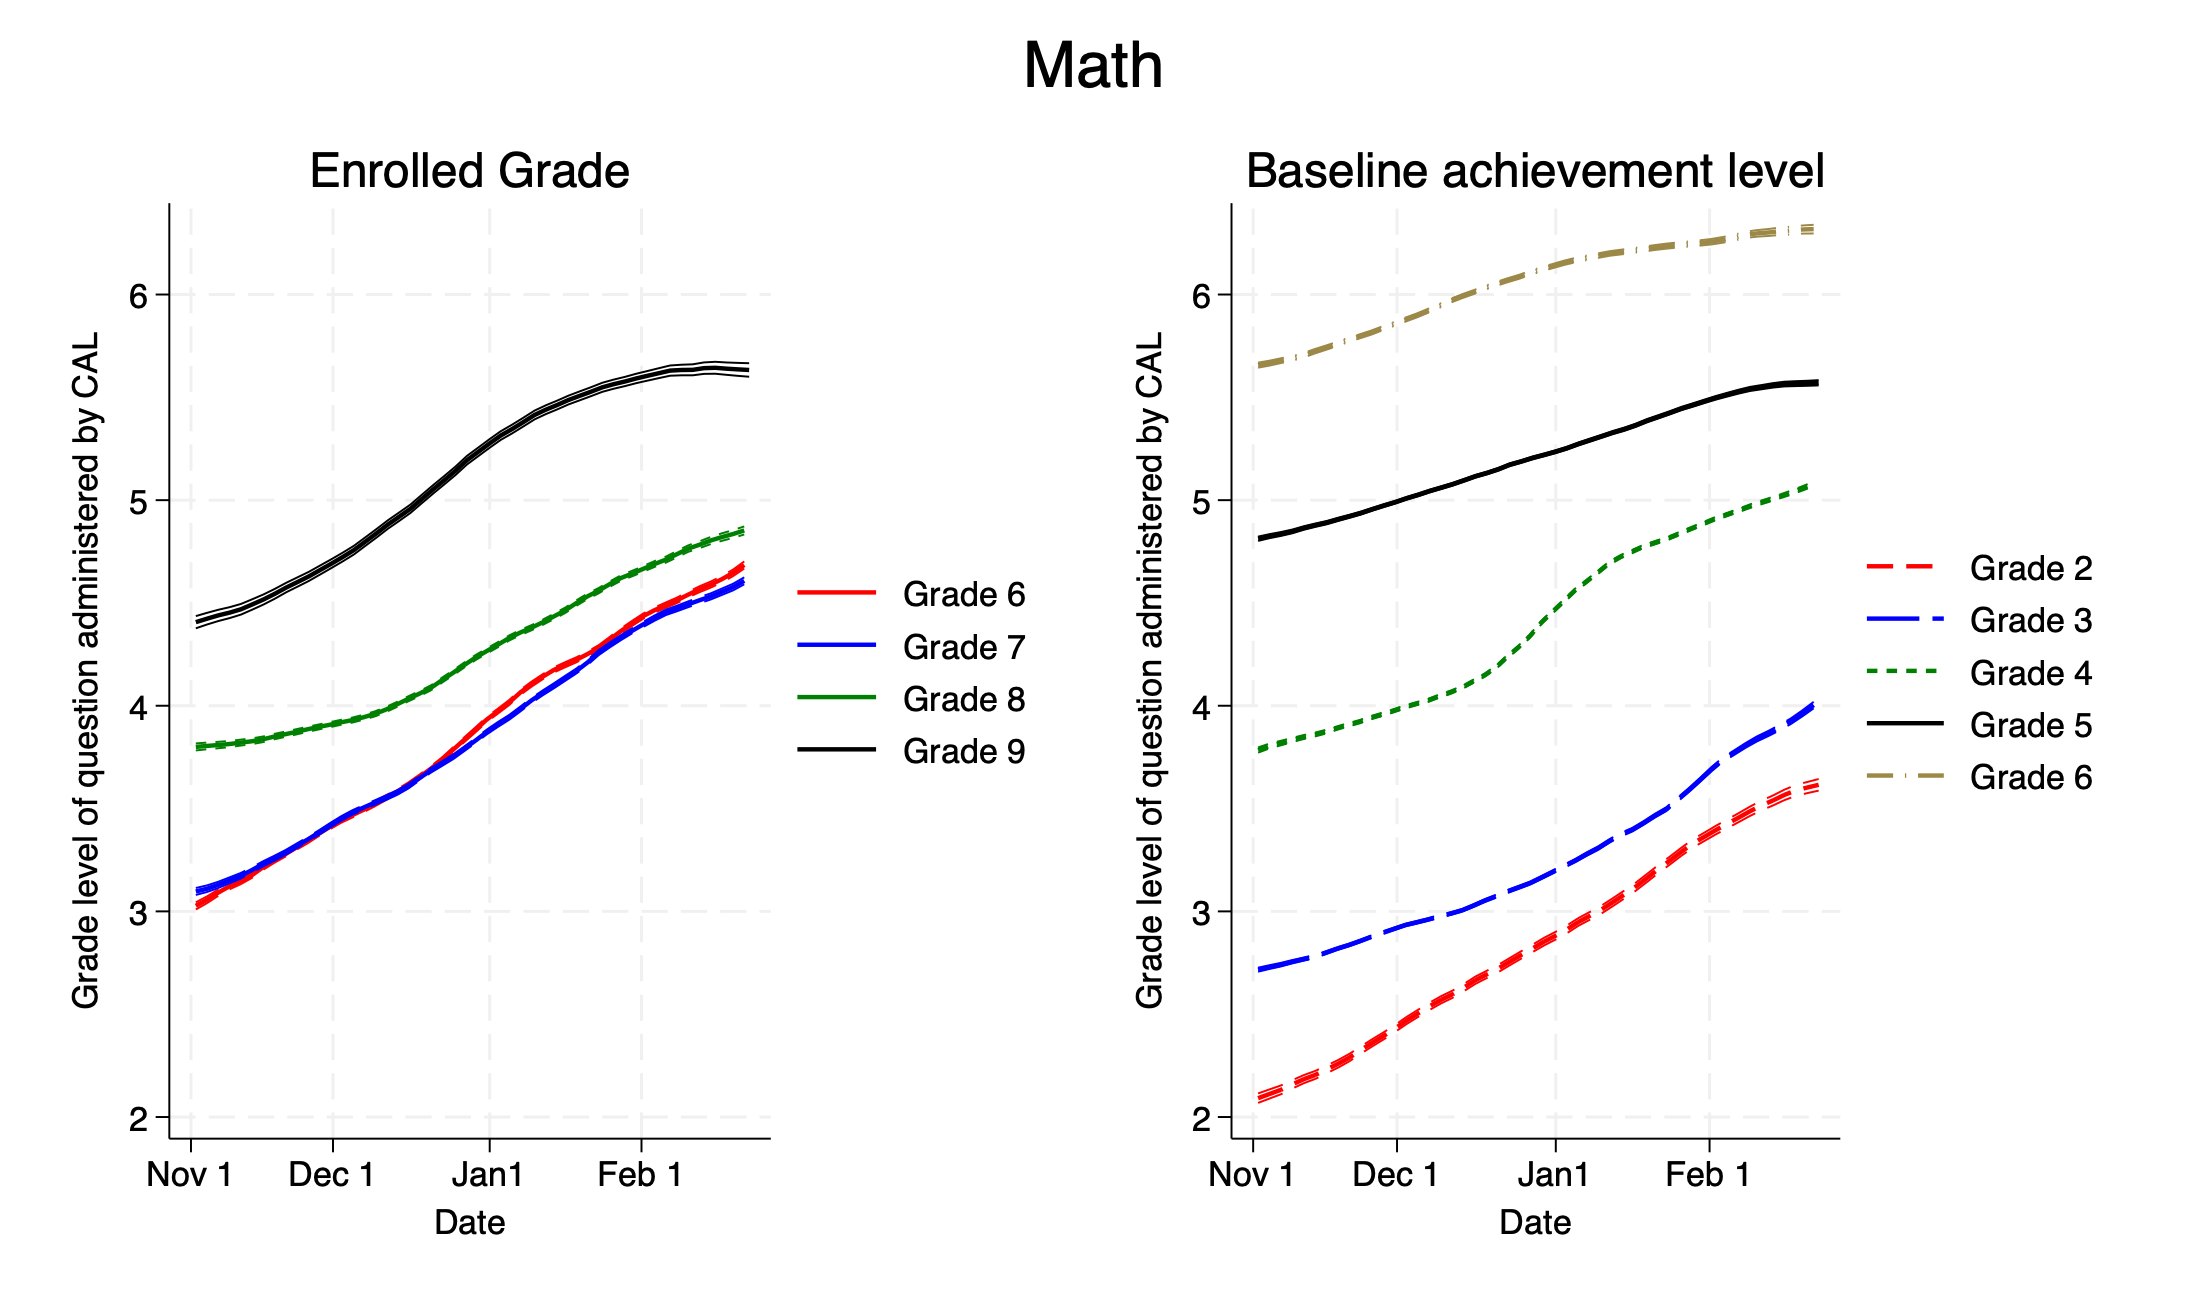 Math
Enrolled Grade
Grade level of question administered by CAL
6
5
4
3
2
Nov 1 Dec 1 Jan1 Feb 1
Date
Grade 6
Grade 7
Grade 8
Grade 9
Baseline achievement level
Grade level of question administered by CAL
6
5
4
3
2
Nov 1 Dec 1 Jan1 Feb 1
Date
Grade 2
Grade 3
Grade 4
Grade 5
Grade 6